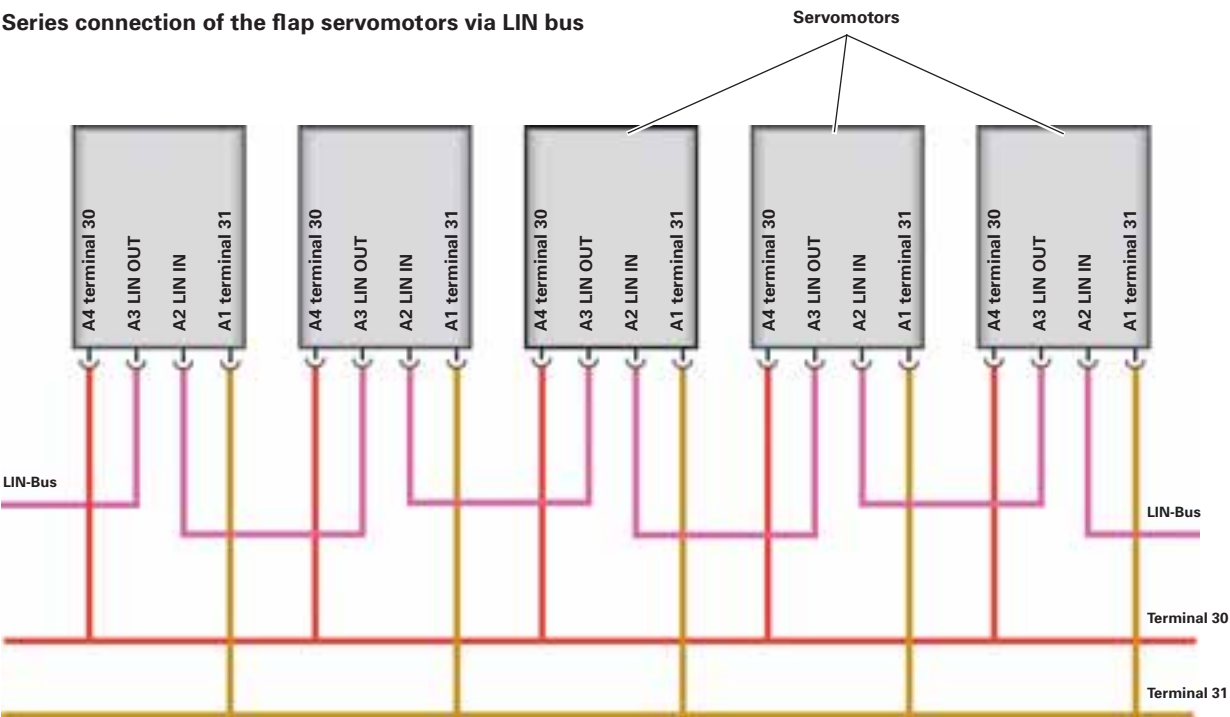 Series connection of the flap servomotors via LIN bus
Servomotors
A4 terminal 30
A3 LIN OUT
A2 LIN IN
A1 terminal 31
A4 terminal 30
A3 LIN OUT
A2 LIN IN
A1 terminal 31
A4 terminal 30
A3 LIN OUT
A2 LIN IN
A1 terminal 31
A4 terminal 30
A3 LIN OUT
A2 LIN IN
A1 terminal 31
A4 terminal 30
A3 LIN OUT
A2 LIN IN
A1 terminal 31
LIN-Bus
LIN-Bus
Terminal 30
Terminal 31